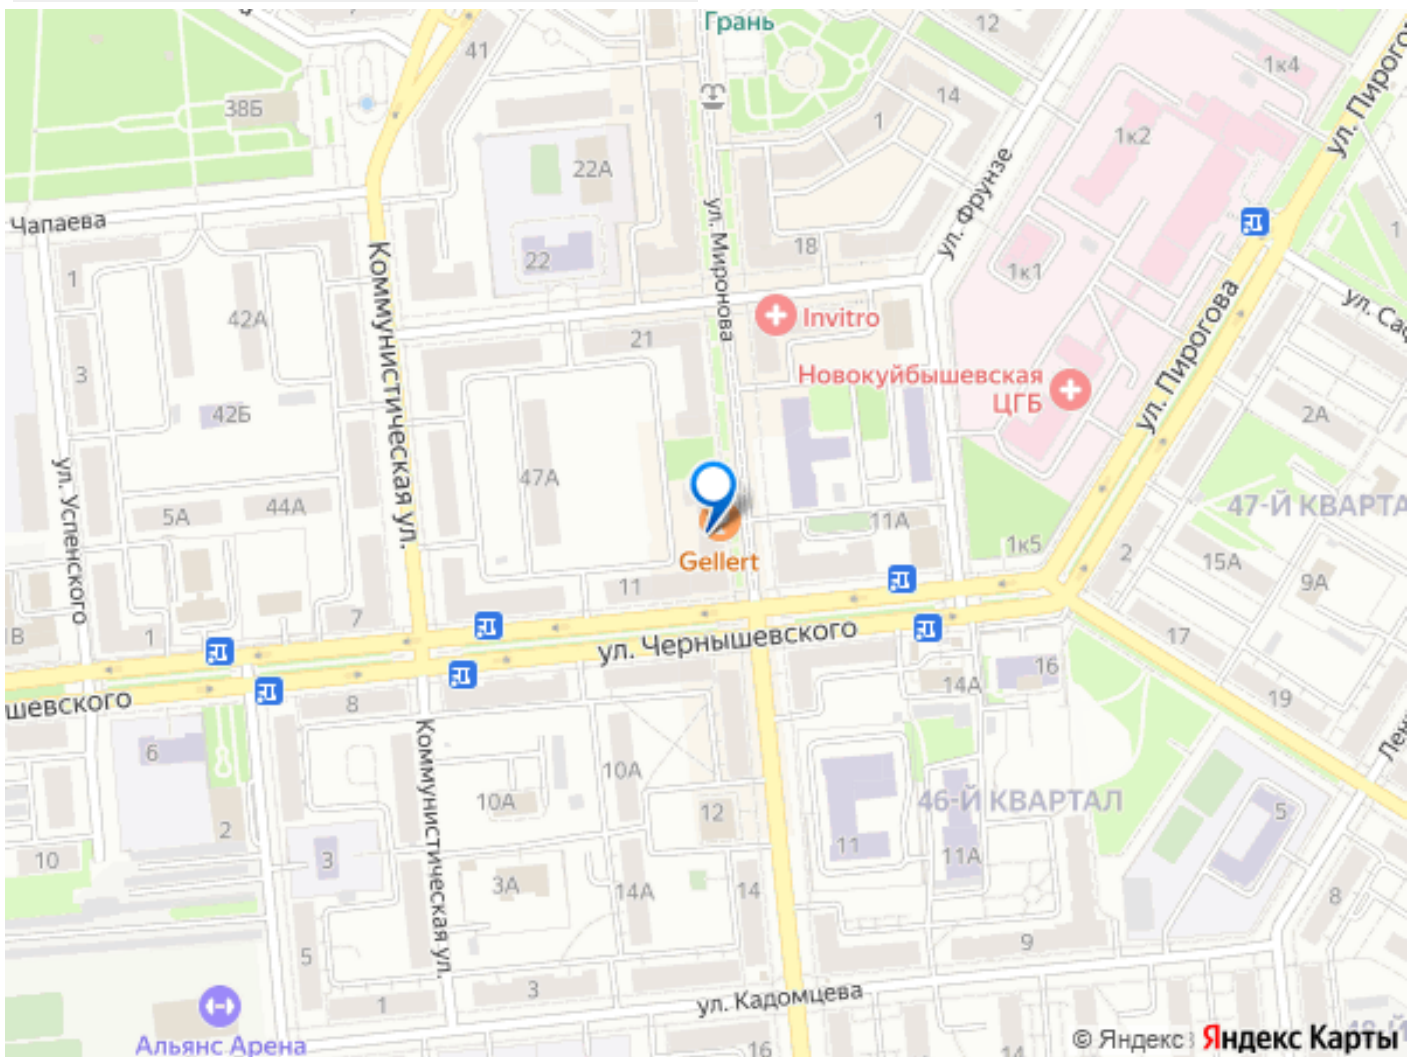 Грань
12
41
1к4
ул. Пирогова
38Б
14
1
1к2
22А
ул. Фрунзе
Чапаева
ул. Миронова
18
1
22
1к1
1
Коммунистическая ул.
42А
Invitro
ул. Пирогова
3
21
Новокуйбышевская
ЦГБ
42Б
2А
ул. Успенского
47А
5А
44А
11А
47-Й КВАРТА
1к5
2
15А
9А
Gellert
11
7
1
1В
17
ул. Чернышевского
16
14А
19
шевского
8
6
Коммунистическая ул.
10А
10А
12
46-Й КВАРТАЛ
5
2
11
11А
10
3
3А
14А
14
8
5
9
1
3
ул. Кадомцева
Альянс Арена
16
14
© Яндекс Яндекс Карты